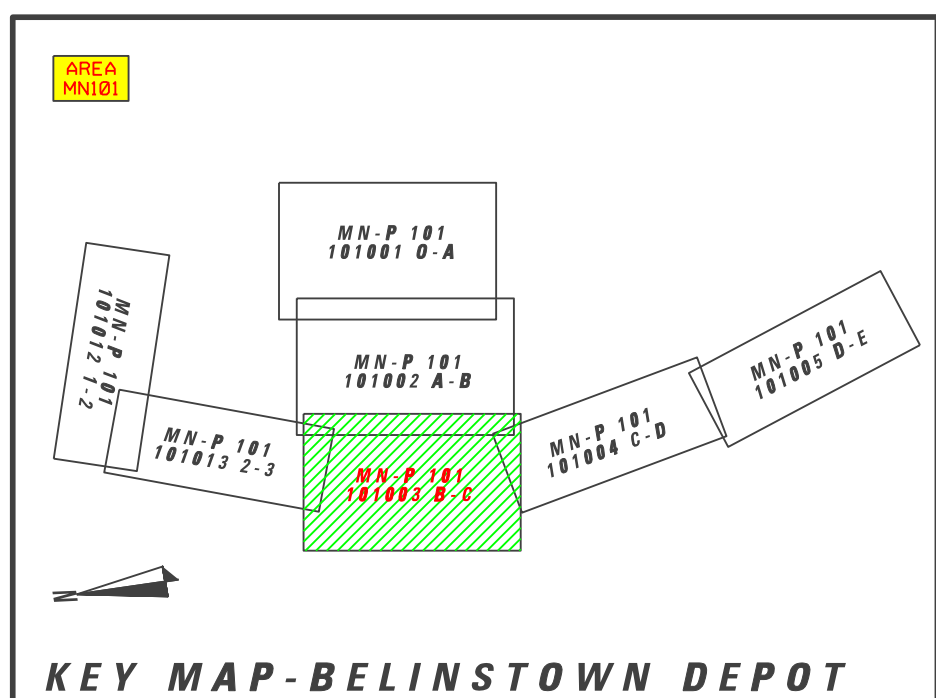 AREA
MN101
MN-P 101
101001 O-A
MN-P 101
101002 A-B
MN-P 101
101012 1-2
MN-P 101
101013 2-3
MN-P 101
101003 B-C
MN-P 101
101004 C-D
MN-P 101
101005 D-E
N
KEY MAP-BELINSTOWN DEPOT